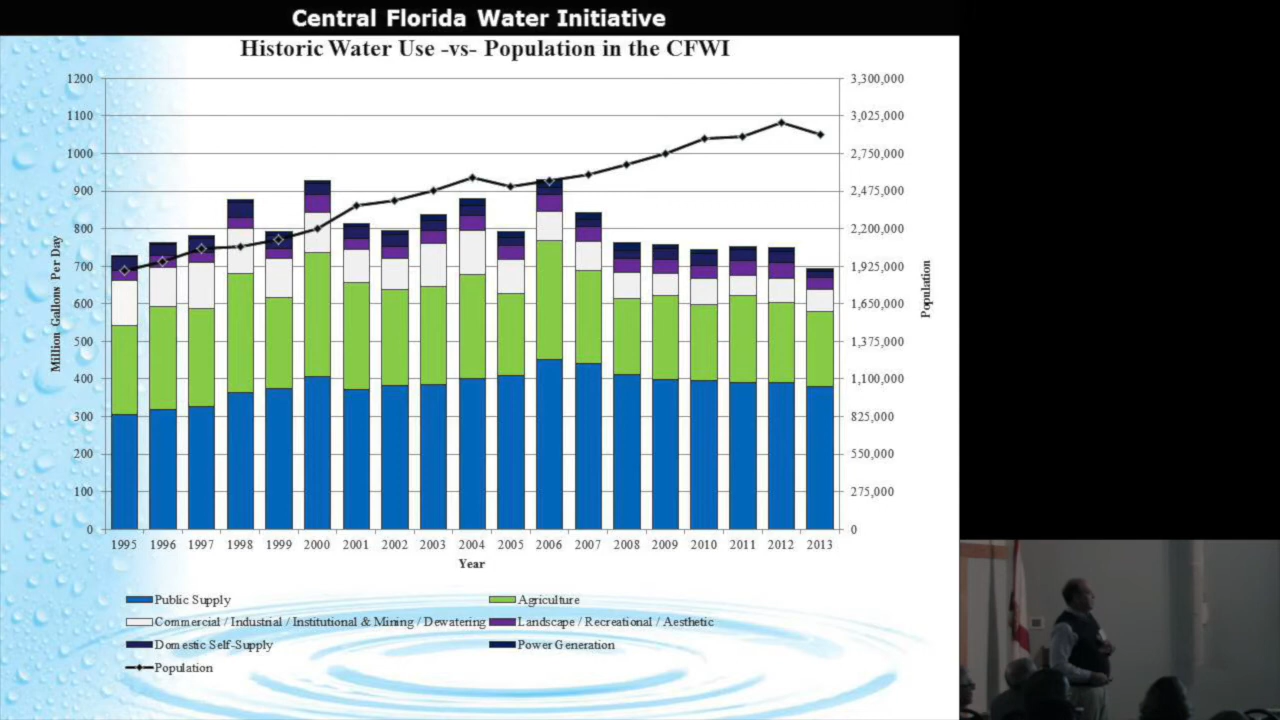 Central Florida Water Initiative
Historic Water Use -vs- Population in the CFWI
1200
1100
1000
900
800
700
600
500
400
300
200
100
0
Million Gallons Per Day
3,300,000
3,025,000
2,750,000
2,475,000
2,200,000
1,925,000
1,650,000
1,375,000
1,100,000
825,000
550,000
275,000
0
Population
1995 1996 1997 1998 1999 2000 2001 2002 2003 2004 2005 2006 2007 2008 2009 2010 2011 2012 2013
Year
Public Supply
Agriculture
Commercial / Industrial / Institutional & Mining / Dewatering
Landscape / Recreational / Aesthetic
Domestic Self-Supply
Power Generation
Population